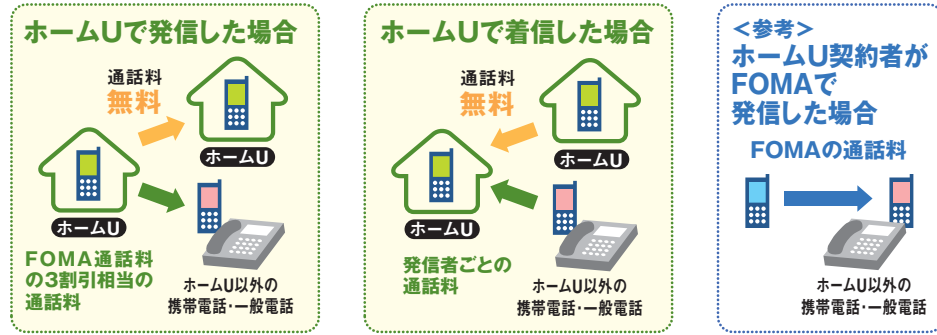 ホームUで発信した場合
通話料
無料
ホームU
ホームU
FOMA通話料
の3割引相当の
通話料
ホームU以外の
携帯電話・一般電話
ホームUで着信した場合
通話料
無料
ホームU
ホームU
発信者ごとの
通話料
ホームU以外の
携帯電話・一般電話
<参考>
ホームU契約者が
FOMAで
発信した場合
FOMAの通話料
ホームU以外の
携帯電話・一般電話